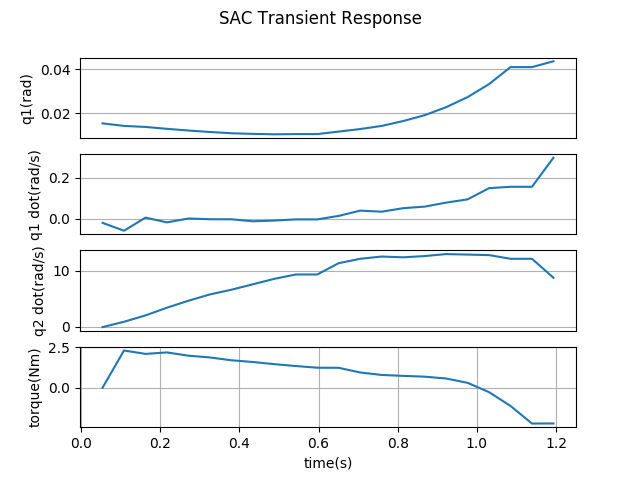 SAC Transient Response
q1(rad)
0.04
0.02
q1 dot(rad/s)
0.2
0.0
q2 dot(rad/s)
10
0
torque(Nm)
2.5
0.0
0.0 0.2 0.4 0.6 0.8 1.0 1.2
time(s)